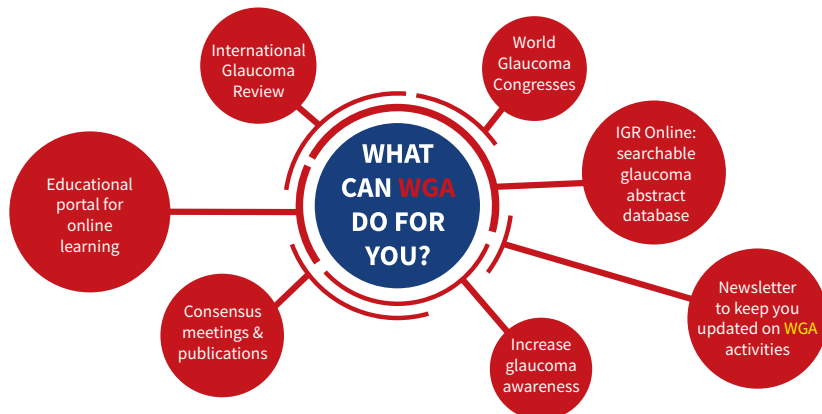 International
Glaucoma
Review
World
Glaucoma
Congresses
WHAT
CAN WGA
DO FOR
YOU?
IGR Online:
searchable
glaucoma
abstract
database
Educational
portal for
online
learning
Newsletter
to keep you
updated on WGA
activities
Consensus
meetings &
publications
Increase
glaucoma
awareness